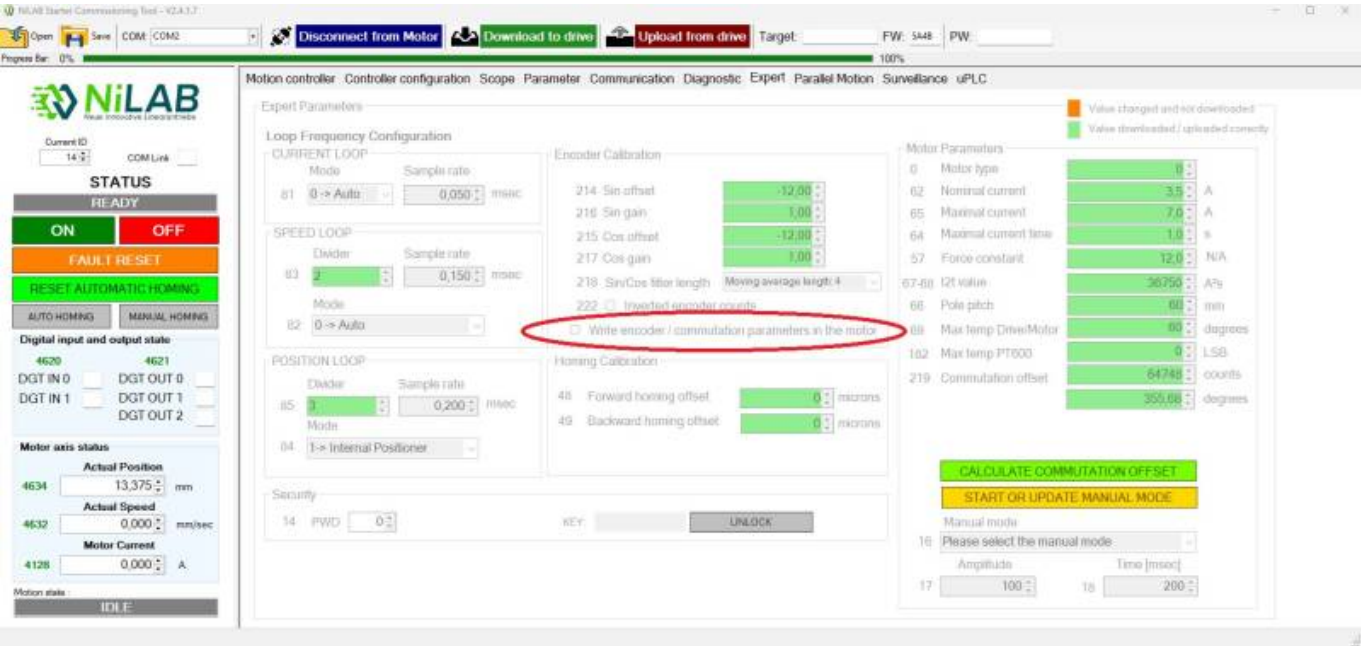 NiLAB Starter Commissioning Tool - V2.4.1.7
Open Save COM: COM2 Disconnect from Motor Download to drive Upload from drive Target: FW: 5A4B PW:
Progress Bar: 0% 100%
Motion controller Controller configuration Scope Parameter Communication Diagnostic Expert Parallel Motion Surveillance uPLC
NiLAB
Neue Innovative Linearantriebe
Current ID
14 COM Link
STATUS
READY
ON OFF
FAULT RESET
RESET AUTOMATIC HOMING
AUTO HOMING MANUAL HOMING
Digital input and output state
4620 4621
DGT IN 0 DGT OUT 0
DGT IN 1 DGT OUT 1
DGT OUT 2
Motor axis status
Actual Position
4634 13,375 mm
Actual Speed
4632 0,000 mm/sec
Motor Current
4128 0,000 A
Motion state :
IDLE
Expert Parameters
Value changed and not downloaded
Value downloaded / uploaded correctly
Loop Frequency Configuration
CURRENT LOOP
Mode Sample rate
81 0 -> Auto 0,050 msec
SPEED LOOP
Divider Sample rate
83 2 0,150 msec
Mode
82 0 -> Auto
POSITION LOOP
Divider Sample rate
85 3 0,200 msec
Mode
84 1-> Internal Positioner
Security
14 PWD 0 KEY: UNLOCK
Encoder Calibration
214 Sin offset -12,00
216 Sin gain 1,00
215 Cos offset -12,00
217 Cos gain 1,00
218 Sin/Cos filter length Moving average length: 4
222 Inverted encoder counts
Write encoder / commutation parameters in the motor
Homing Calibration
48 Forward homing offset 0 microns
49 Backward homing offset 0 microns
Motor Parameters
0 Motor type 0
62 Nominal current 3,5 A
65 Maximal current 7,0 A
64 Maximal current time 1,0 s
57 Force constant 12,0 N/A
67-68 I2t value 36750 A²s
66 Pole pitch 60 mm
69 Max temp Drive/Motor 60 degrees
162 Max temp PT600 0 LSB
219 Commutation offset 64748 counts
355,68 degrees
CALCULATE COMMUTATION OFFSET
START OR UPDATE MANUAL MODE
Manual mode
16 Please select the manual mode
Amplitude Time [msec]
17 100 18 200